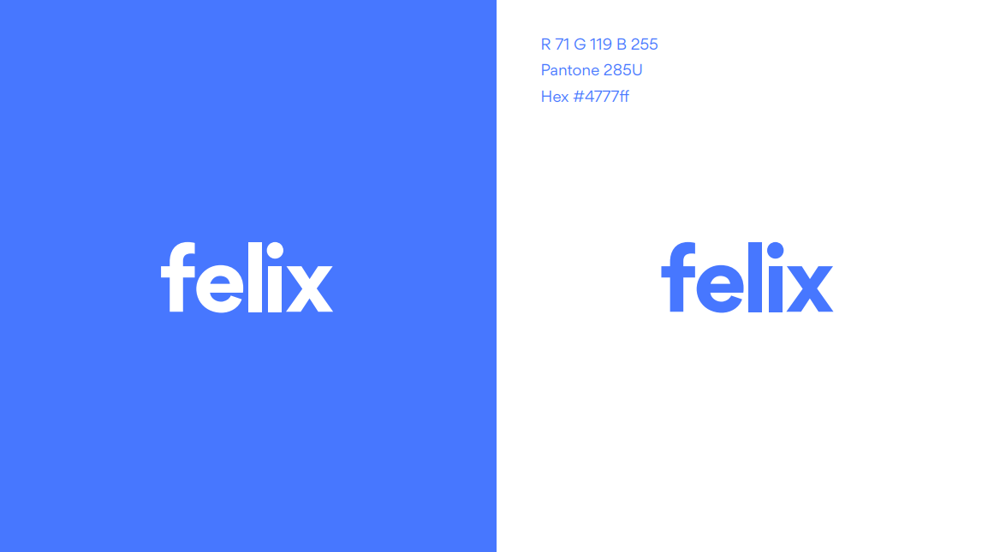 R 71 G 119 B 255
Pantone 285U
Hex #4777ff
felix
felix